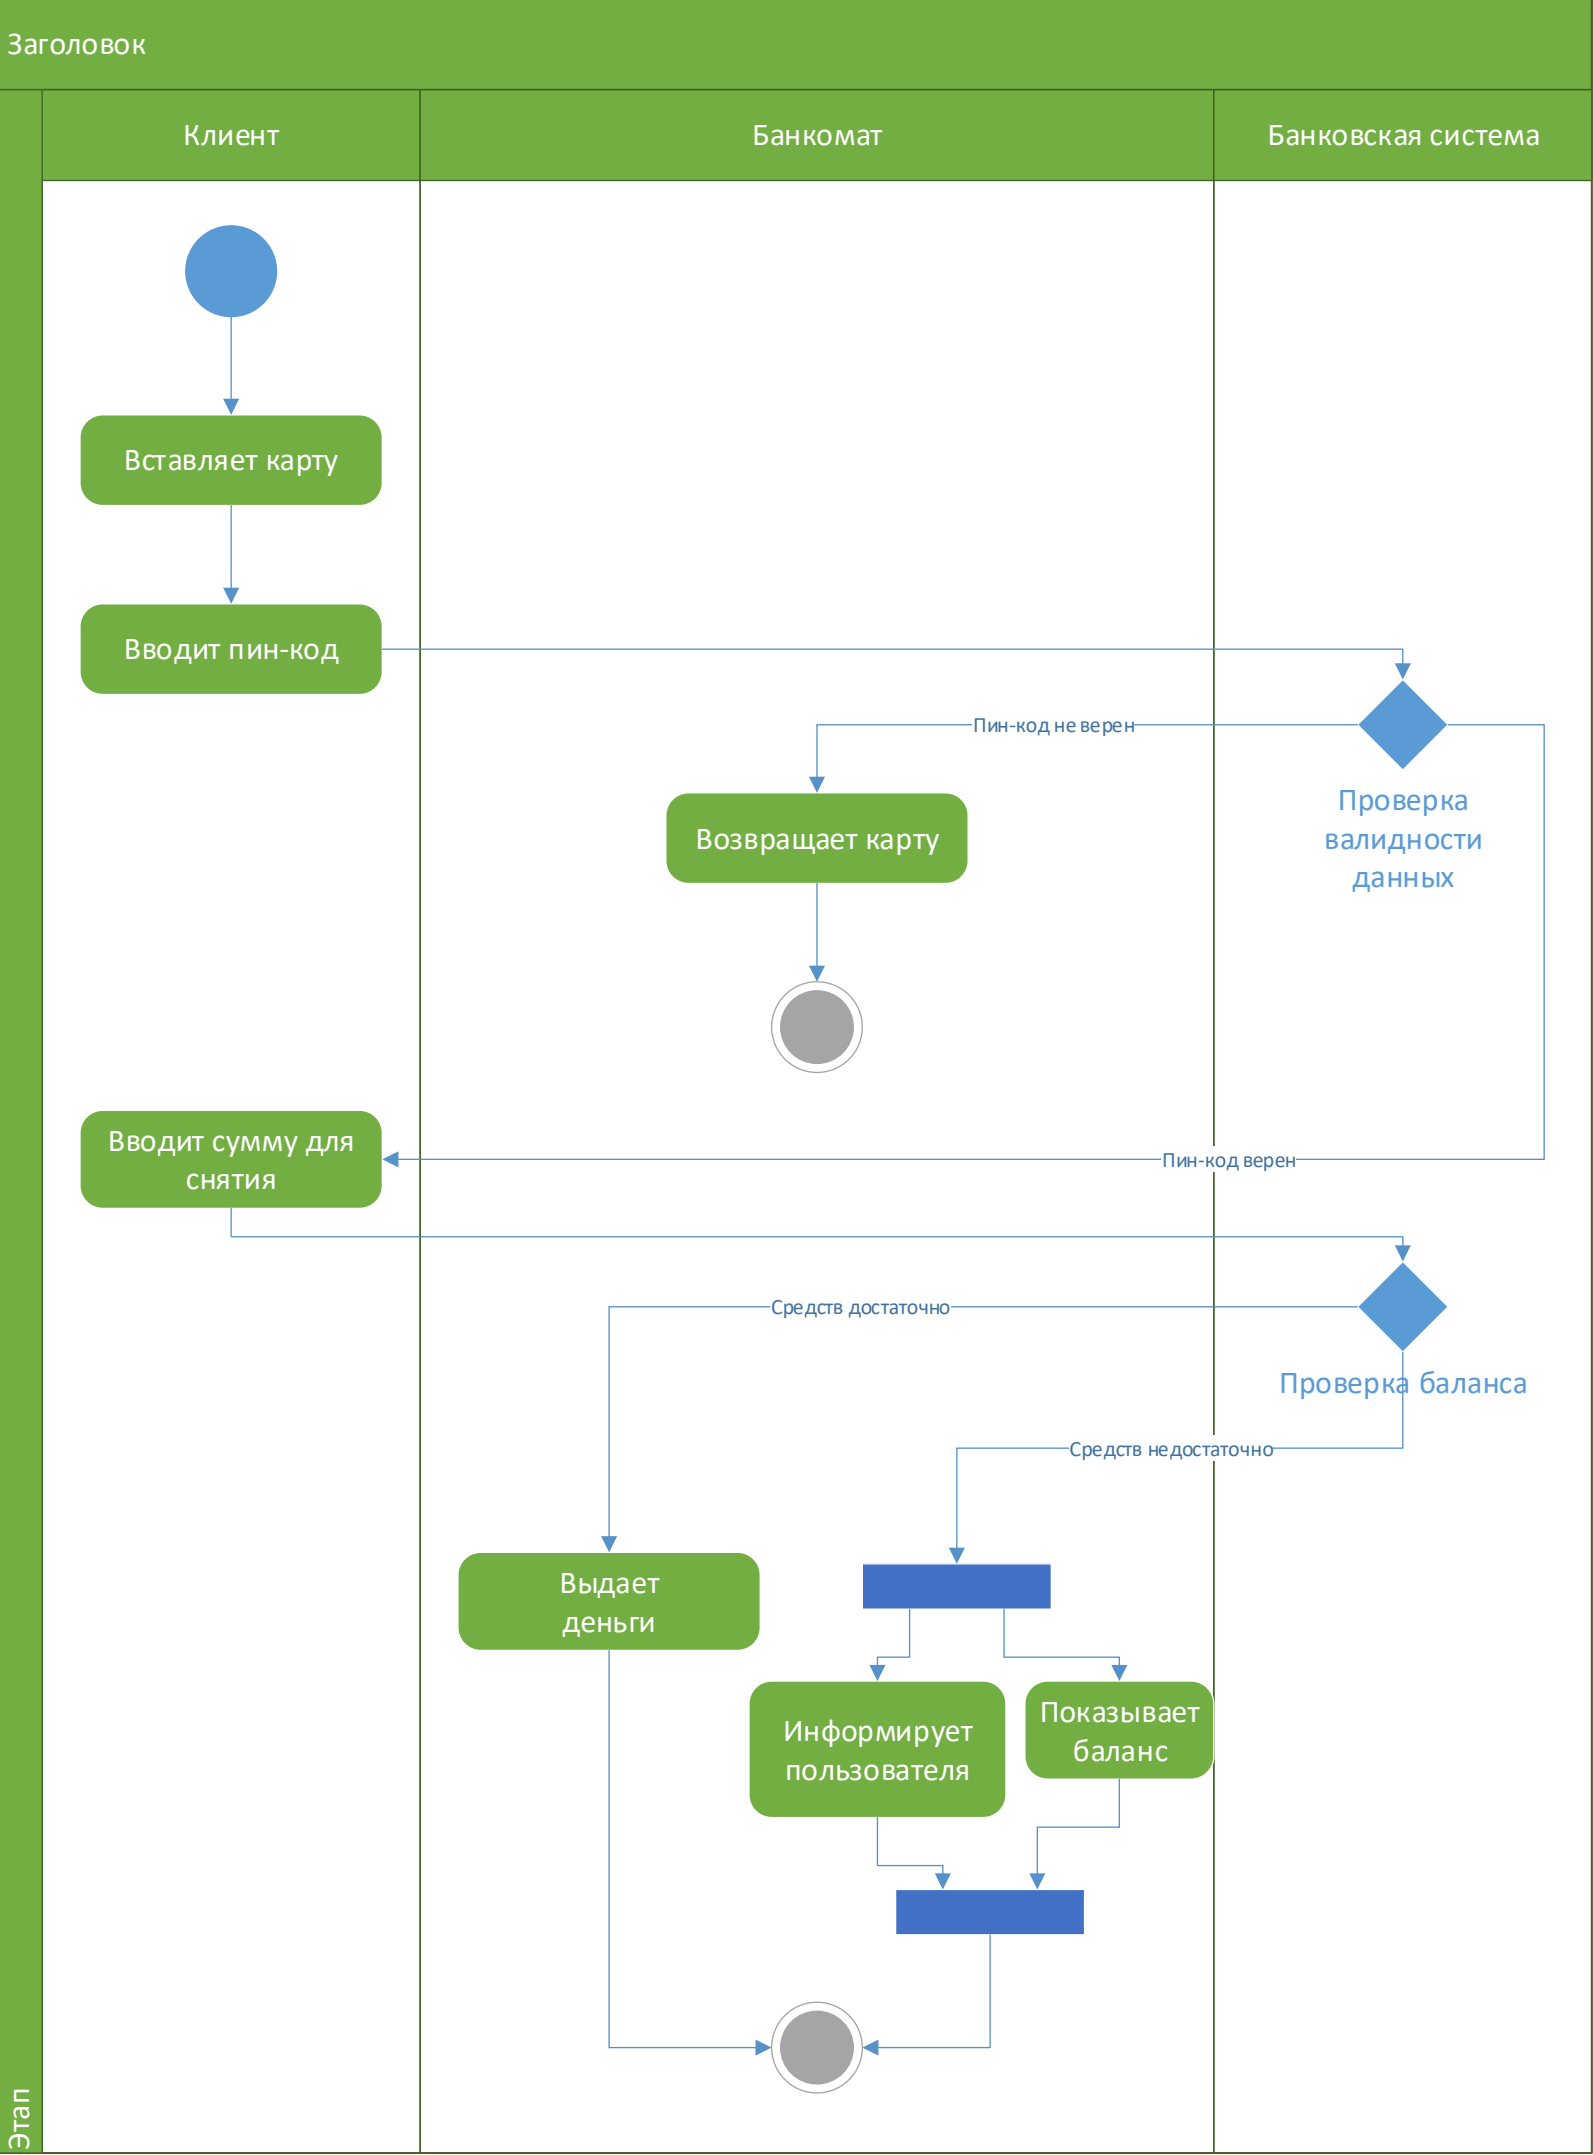 Заголовок
Клиент
Банкомат
Банковская система
Вставляет карту
Вводит пин-код
Пин-код не верен
Проверка
валидности
данных
Возвращает карту
Вводит сумму для
снятия
Пин-код верен
Средств достаточно
Проверка баланса
Средств недостаточно
Выдает
деньги
Информирует
пользователя
Показывает
баланс
Этап